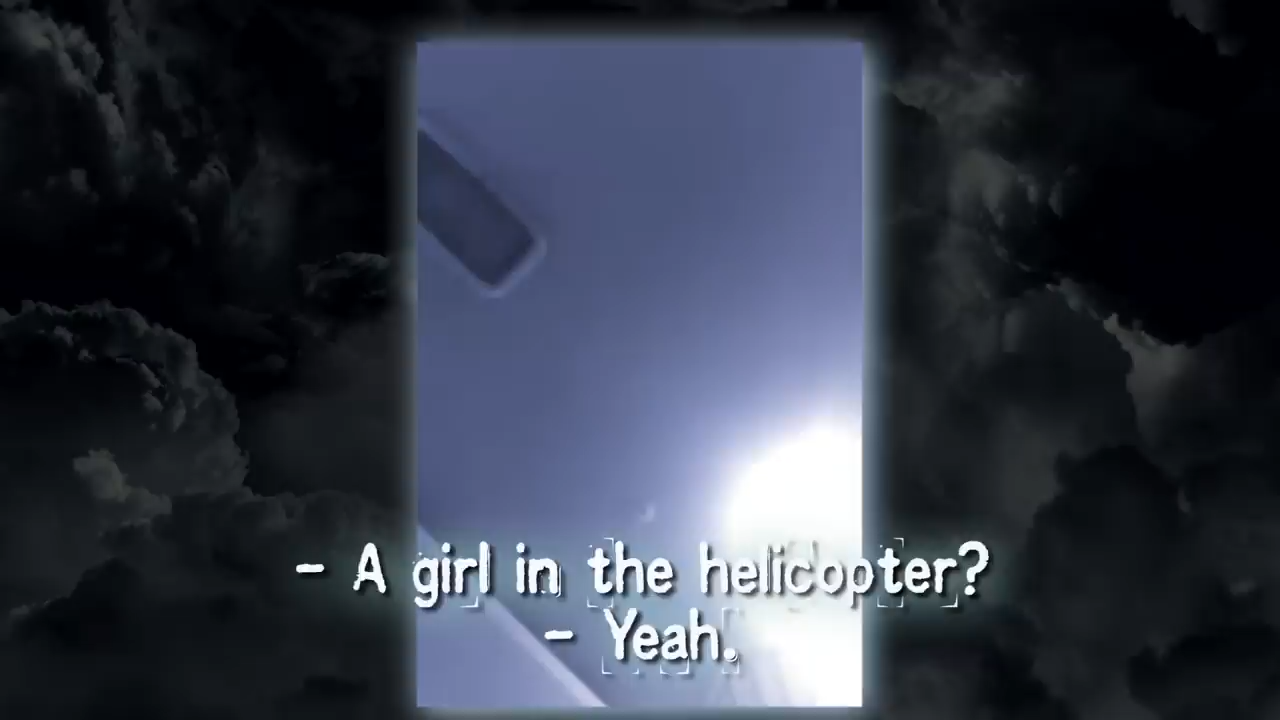 - A girl in the helicopter?
- Yeah.